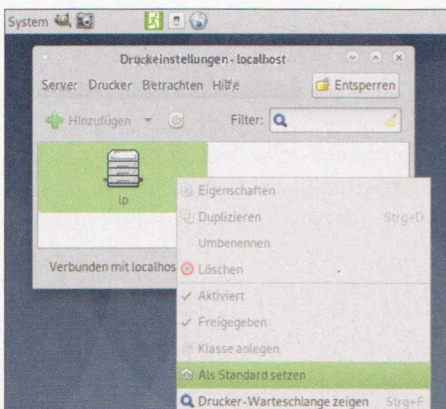 System
Druckeinstellungen - localhost
Server Drucker Betrachten Hilfe Entsperren
Hinzufügen Filter:
lp
Eigenschaften
Duplizieren Strg+D
Umbenennen
Löschen
Verbunden mit localhos
Aktiviert
Freigegeben
Klasse anlegen
Als Standard setzen
Drucker-Warteschlange zeigen Strg+F